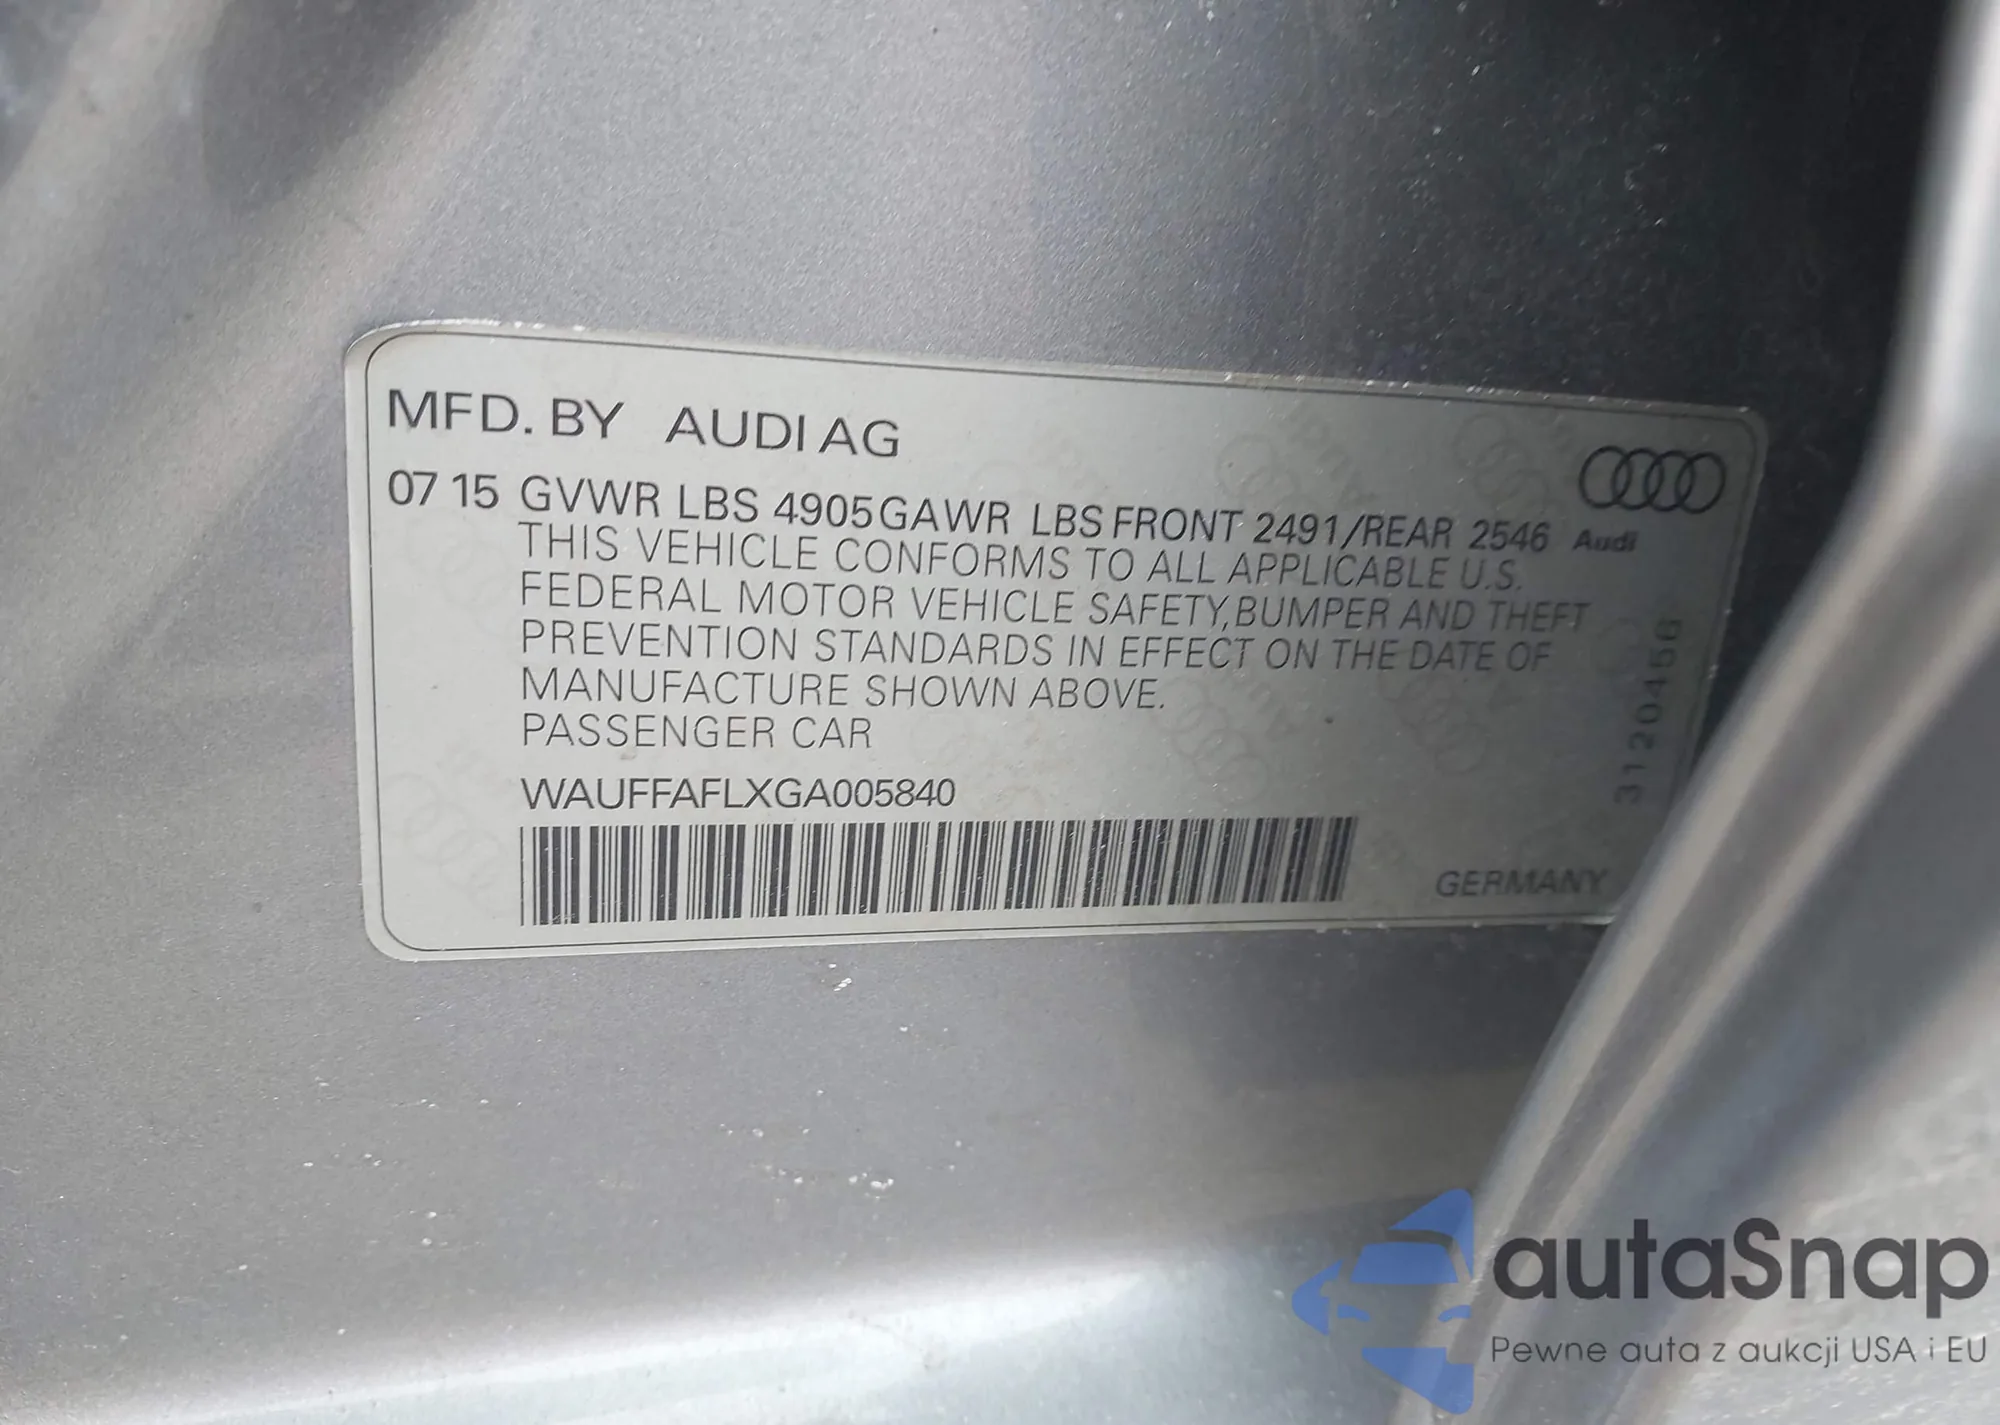 MFD. BY AUDI AG
07 15 GVWR LBS 4905 GAWR LBS FRONT 2491/REAR 2546
Audi
THIS VEHICLE CONFORMS TO ALL APPLICABLE U.S.
FEDERAL MOTOR VEHICLE SAFETY, BUMPER AND THEFT
PREVENTION STANDARDS IN EFFECT ON THE DATE OF
MANUFACTURE SHOWN ABOVE.
PASSENGER CAR
WAUFFAFLXGA005840
GERMANY
3120456
autaSnap
Pewne auta z aukcji USA i EU